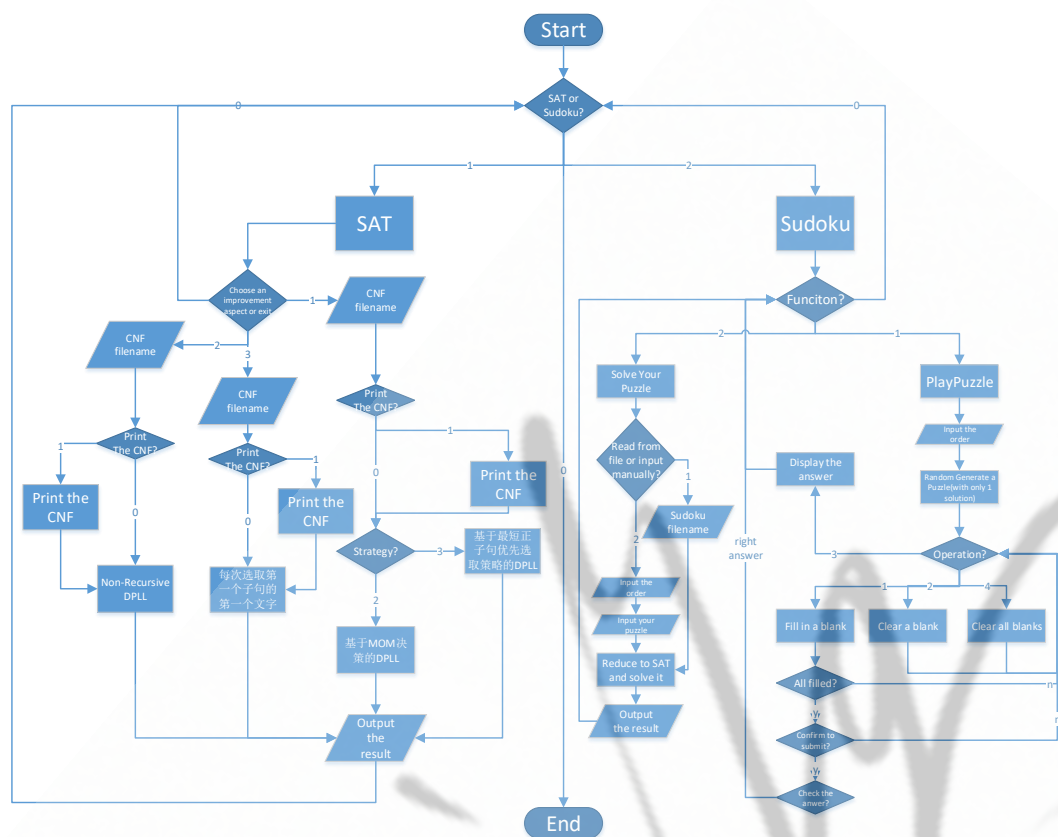 Start
SAT or
Sudoku?
0
0
1
2
SAT
Sudoku
Choose an
improvement
aspect or exit
1
CNF
filename
Funciton?
CNF
filename
2
3
2
1
CNF
filename
Solve Your
Puzzle
PlayPuzzle
Print
The CNF?
Input the
order
Print
The CNF?
Print
The CNF?
1
Read from
file or input
manually?
1
1
0
0
Display the
answer
Random Generate a
Puzzle(with only 1
solution)
Print the
CNF
1
Print the
CNF
Print the
CNF
0
0
2
Sudoku
filename
right
answer
Strategy?
3
基于最短正
子句优先选
取策略的DPLL
3
Operation?
Non-Recursive
DPLL
每次选取第
一个子句的
第一个文字
2
Input the
order
1
2
4
基于MOM决
策的DPLL
Input your
puzzle
Fill in a blank
Clear a blank
Clear all blanks
Reduce to SAT
and solve it
All filled?
n
Output
the
result
Output
the result
y
n
Confirm to
submit?
y
Check the
anwer?
End